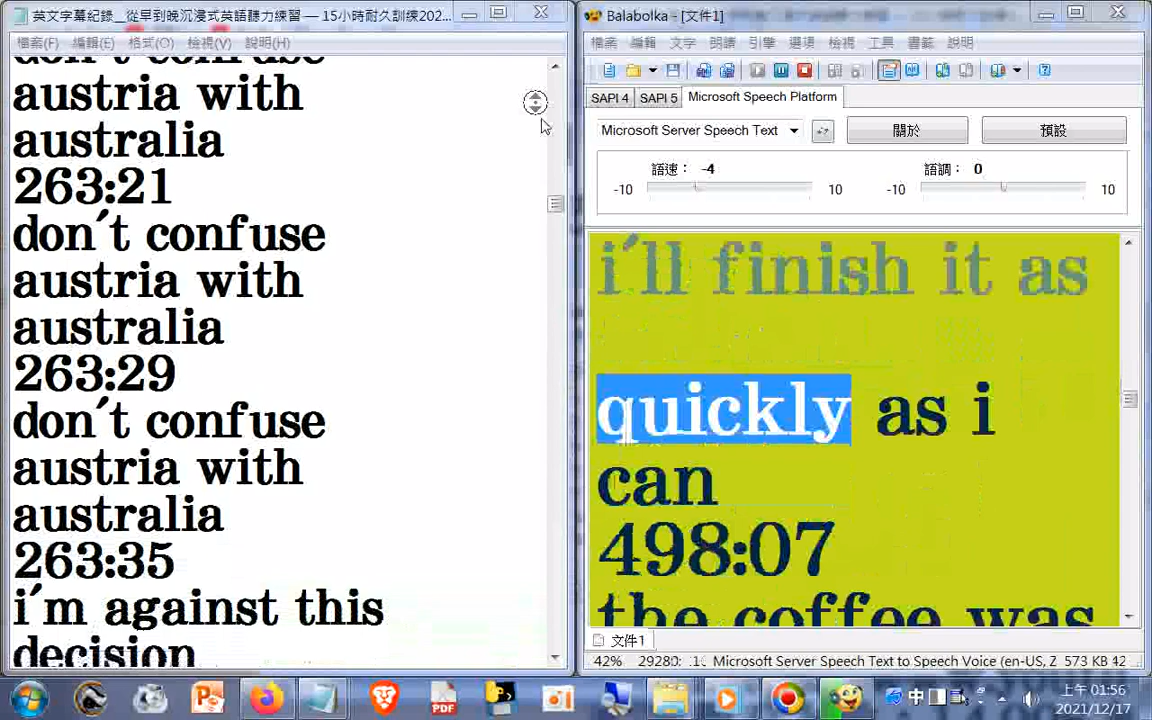 英文字幕紀錄__從早到晚沉浸式英語聽力練習 — 15小時耐久訓練202...
檔案(F) 編輯(E) 格式(O) 檢視(V) 說明(H)
don't confuse
austria with
australia
263:21
don't confuse
austria with
australia
263:29
don't confuse
austria with
australia
263:35
i'm against this
decision
Balabolka - [文件1]
檔案 編輯 文字 朗讀 引擎 選項 檢視 工具 書籤 說明
SAPI 4 SAPI 5 Microsoft Speech Platform
Microsoft Server Speech Text 關於 預設
語速： -4 語調： 0
-10 10 -10 10
i'll finish it as
quickly as i
can
498:07
the coffee was
文件1
42% Microsoft Server Speech Text to Speech Voice (en-US, Z 573 KB 42
中
上午 01:56
2021/12/17